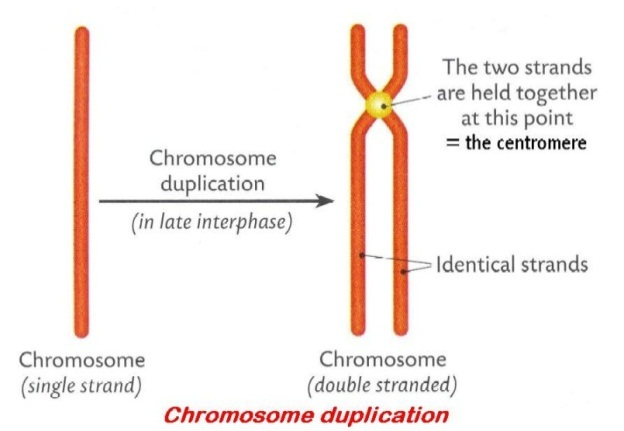 The two strands
are held together
at this point
= the centromere
Chromosome
duplication
(in late interphase)
Identical strands
Chromosome
(single strand)
Chromosome
(double stranded)
Chromosome duplication